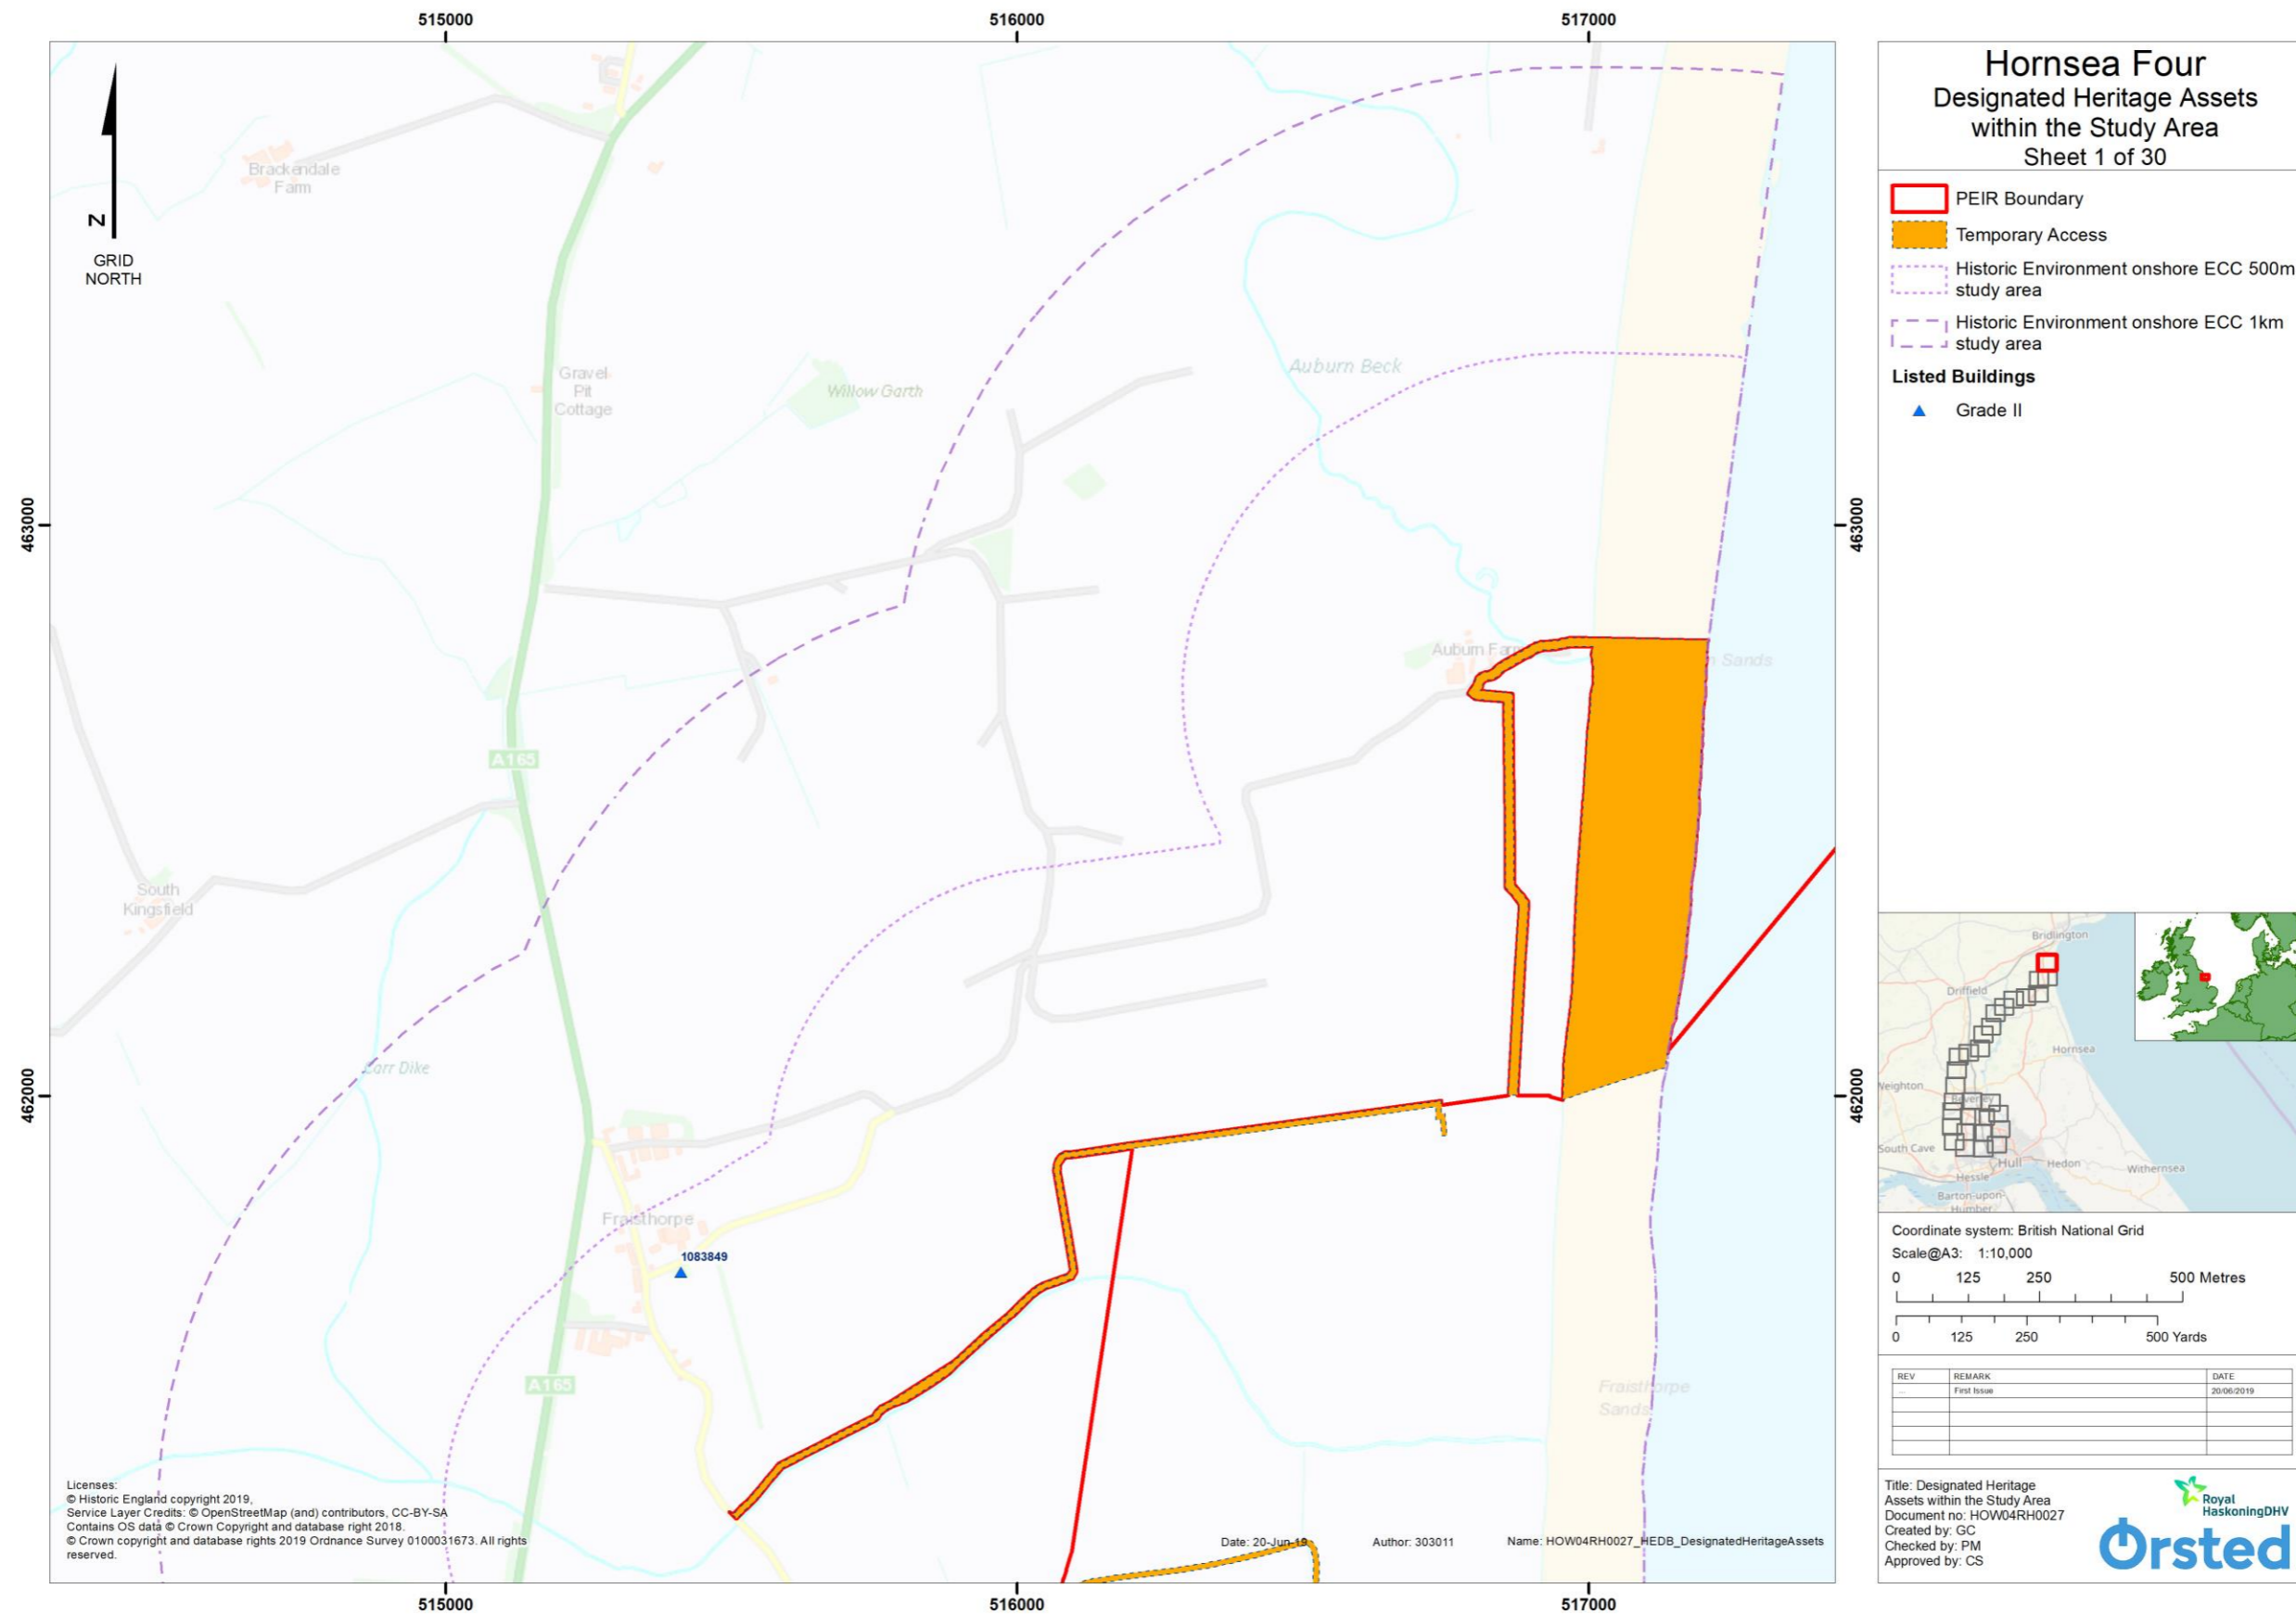 515000
516000
517000
Hornsea Four
Designated Heritage Assets
within the Study Area
Sheet 1 of 30
PEIR Boundary
Temporary Access
Historic Environment onshore ECC 500m
study area
Historic Environment onshore ECC 1km
study area
Listed Buildings
Grade II
N
GRID
NORTH
Brackendale
Farm
Gravel
Pit
Cottage
Willow Garth
Auburn Beck
463000
463000
Auburn Farm
Sands
A165
South
Kingsfield
Carr Dike
462000
462000
Fraisthorpe
1083849
A165
Fraisthorpe
Sands
Bridlington
Driffield
Hornsea
Weighton
Beverley
South Cave
Hull
Hedon
Withernsea
Hessle
Barton-upon-
Humber
Coordinate system: British National Grid
Scale@A3: 1:10,000
0 125 250 500 Metres
0 125 250 500 Yards
REV REMARK DATE
... First Issue 20/06/2019
Licenses:
© Historic England copyright 2019,
Service Layer Credits: © OpenStreetMap (and) contributors, CC-BY-SA
Contains OS data © Crown Copyright and database right 2018.
© Crown copyright and database rights 2019 Ordnance Survey 0100031673. All rights
reserved.
Date: 20-Jun-19 Author: 303011 Name: HOW04RH0027_HEDB_DesignatedHeritageAssets
Title: Designated Heritage
Assets within the Study Area
Document no: HOW04RH0027
Created by: GC
Checked by: PM
Approved by: CS
Royal
HaskoningDHV
Orsted
515000
516000
517000